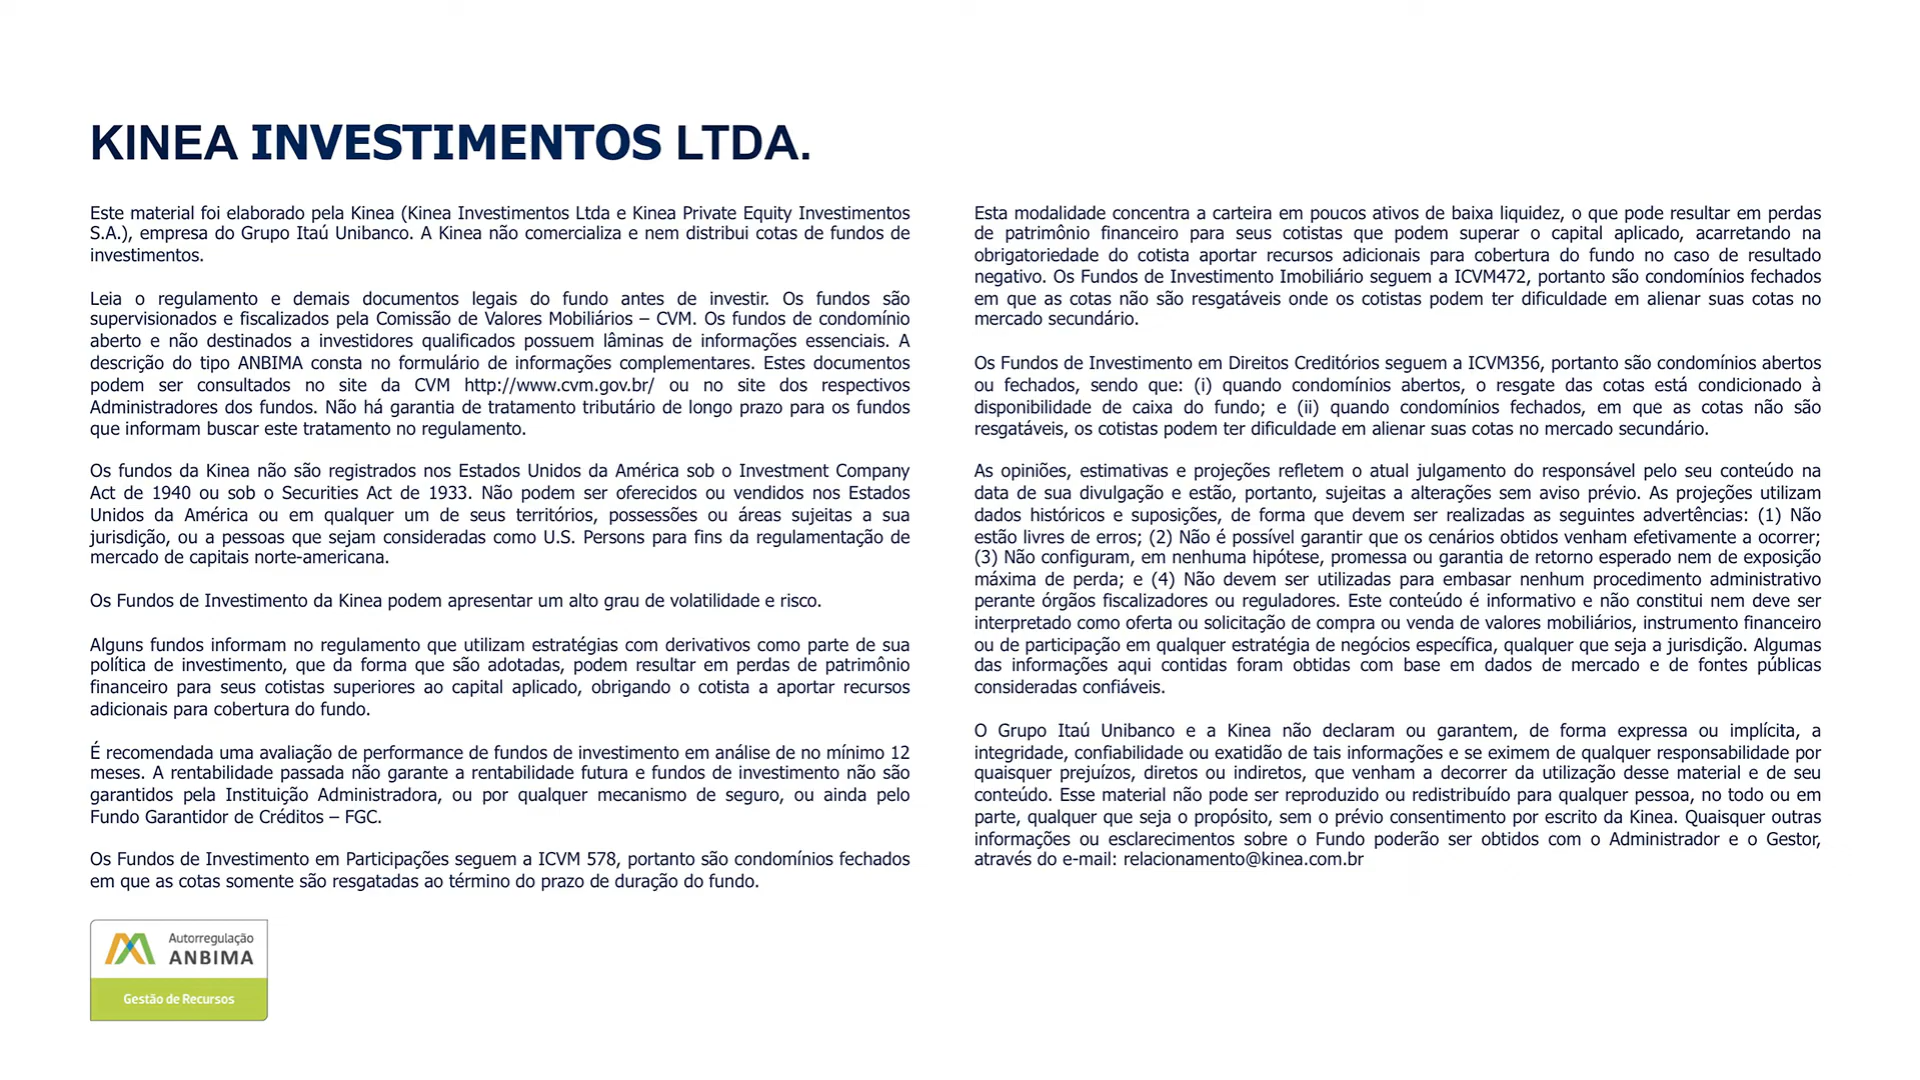 KINEA INVESTIMENTOS LTDA.
Este material foi elaborado pela Kinea (Kinea Investimentos Ltda e Kinea Private Equity Investimentos
S.A.), empresa do Grupo Itaú Unibanco. A Kinea não comercializa e nem distribui cotas de fundos de
investimentos.
Leia o regulamento e demais documentos legais do fundo antes de investir. Os fundos são
supervisionados e fiscalizados pela Comissão de Valores Mobiliários – CVM. Os fundos de condomínio
aberto e não destinados a investidores qualificados possuem lâminas de informações essenciais. A
descrição do tipo ANBIMA consta no formulário de informações complementares. Estes documentos
podem ser consultados no site da CVM http://www.cvm.gov.br/ ou no site dos respectivos
Administradores dos fundos. Não há garantia de tratamento tributário de longo prazo para os fundos
que informam buscar este tratamento no regulamento.
Os fundos da Kinea não são registrados nos Estados Unidos da América sob o Investment Company
Act de 1940 ou sob o Securities Act de 1933. Não podem ser oferecidos ou vendidos nos Estados
Unidos da América ou em qualquer um de seus territórios, possessões ou áreas sujeitas a sua
jurisdição, ou a pessoas que sejam consideradas como U.S. Persons para fins da regulamentação de
mercado de capitais norte-americana.
Os Fundos de Investimento da Kinea podem apresentar um alto grau de volatilidade e risco.
Alguns fundos informam no regulamento que utilizam estratégias com derivativos como parte de sua
política de investimento, que da forma que são adotadas, podem resultar em perdas de patrimônio
financeiro para seus cotistas superiores ao capital aplicado, obrigando o cotista a aportar recursos
adicionais para cobertura do fundo.
É recomendada uma avaliação de performance de fundos de investimento em análise de no mínimo 12
meses. A rentabilidade passada não garante a rentabilidade futura e fundos de investimento não são
garantidos pela Instituição Administradora, ou por qualquer mecanismo de seguro, ou ainda pelo
Fundo Garantidor de Créditos – FGC.
Os Fundos de Investimento em Participações seguem a ICVM 578, portanto são condomínios fechados
em que as cotas somente são resgatadas ao término do prazo de duração do fundo.
Esta modalidade concentra a carteira em poucos ativos de baixa liquidez, o que pode resultar em perdas
de patrimônio financeiro para seus cotistas que podem superar o capital aplicado, acarretando na
obrigatoriedade do cotista aportar recursos adicionais para cobertura do fundo no caso de resultado
negativo. Os Fundos de Investimento Imobiliário seguem a ICVM472, portanto são condomínios fechados
em que as cotas não são resgatáveis onde os cotistas podem ter dificuldade em alienar suas cotas no
mercado secundário.
Os Fundos de Investimento em Direitos Creditórios seguem a ICVM356, portanto são condomínios abertos
ou fechados, sendo que: (i) quando condomínios abertos, o resgate das cotas está condicionado à
disponibilidade de caixa do fundo; e (ii) quando condomínios fechados, em que as cotas não são
resgatáveis, os cotistas podem ter dificuldade em alienar suas cotas no mercado secundário.
As opiniões, estimativas e projeções refletem o atual julgamento do responsável pelo seu conteúdo na
data de sua divulgação e estão, portanto, sujeitas a alterações sem aviso prévio. As projeções utilizam
dados históricos e suposições, de forma que devem ser realizadas as seguintes advertências: (1) Não
estão livres de erros; (2) Não é possível garantir que os cenários obtidos venham efetivamente a ocorrer;
(3) Não configuram, em nenhuma hipótese, promessa ou garantia de retorno esperado nem de exposição
máxima de perda; e (4) Não devem ser utilizadas para embasar nenhum procedimento administrativo
perante órgãos fiscalizadores ou reguladores. Este conteúdo é informativo e não constitui nem deve ser
interpretado como oferta ou solicitação de compra ou venda de valores mobiliários, instrumento financeiro
ou de participação em qualquer estratégia de negócios específica, qualquer que seja a jurisdição. Algumas
das informações aqui contidas foram obtidas com base em dados de mercado e de fontes públicas
consideradas confiáveis.
O Grupo Itaú Unibanco e a Kinea não declaram ou garantem, de forma expressa ou implícita, a
integridade, confiabilidade ou exatidão de tais informações e se eximem de qualquer responsabilidade por
quaisquer prejuízos, diretos ou indiretos, que venham a decorrer da utilização desse material e de seu
conteúdo. Esse material não pode ser reproduzido ou redistribuído para qualquer pessoa, no todo ou em
parte, qualquer que seja o propósito, sem o prévio consentimento por escrito da Kinea. Quaisquer outras
informações ou esclarecimentos sobre o Fundo poderão ser obtidos com o Administrador e o Gestor,
através do e-mail: relacionamento@kinea.com.br
Autorregulação
ANBIMA
Gestão de Recursos